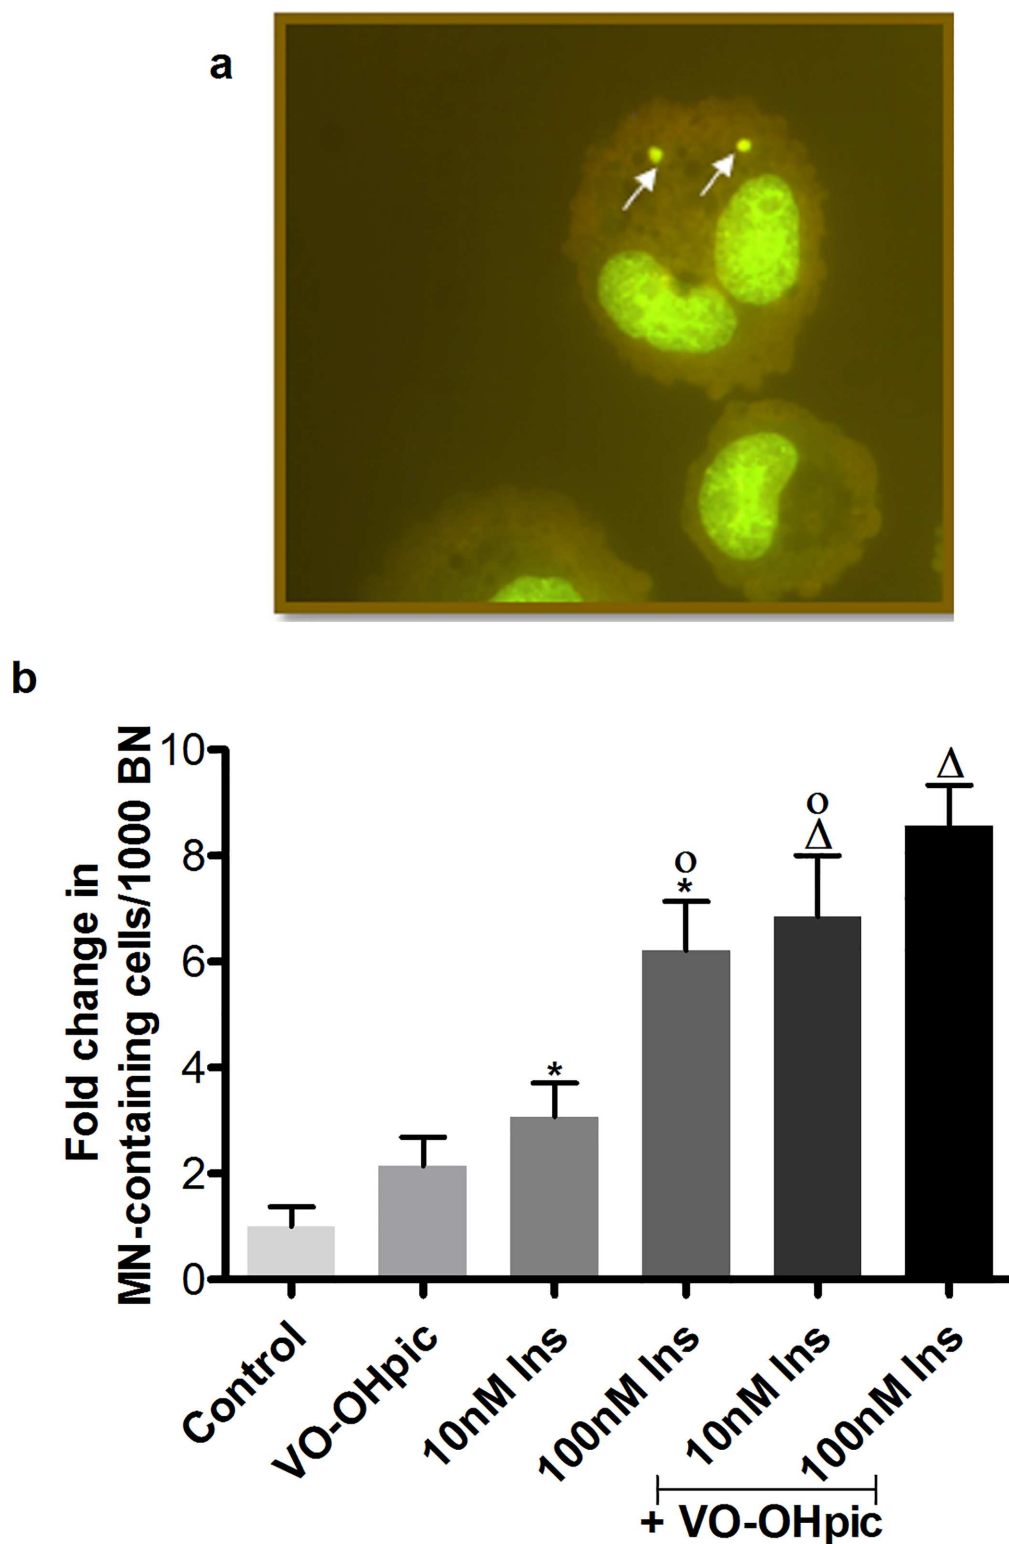 a
b
Fold change in
MN-containing cells/1000 BN
10
8
6
4
2
0
*
o
*
o
Δ
Δ
Control
VO-OHpic
10nM Ins
100nM Ins
10nM Ins
100nM Ins
+ VO-OHpic